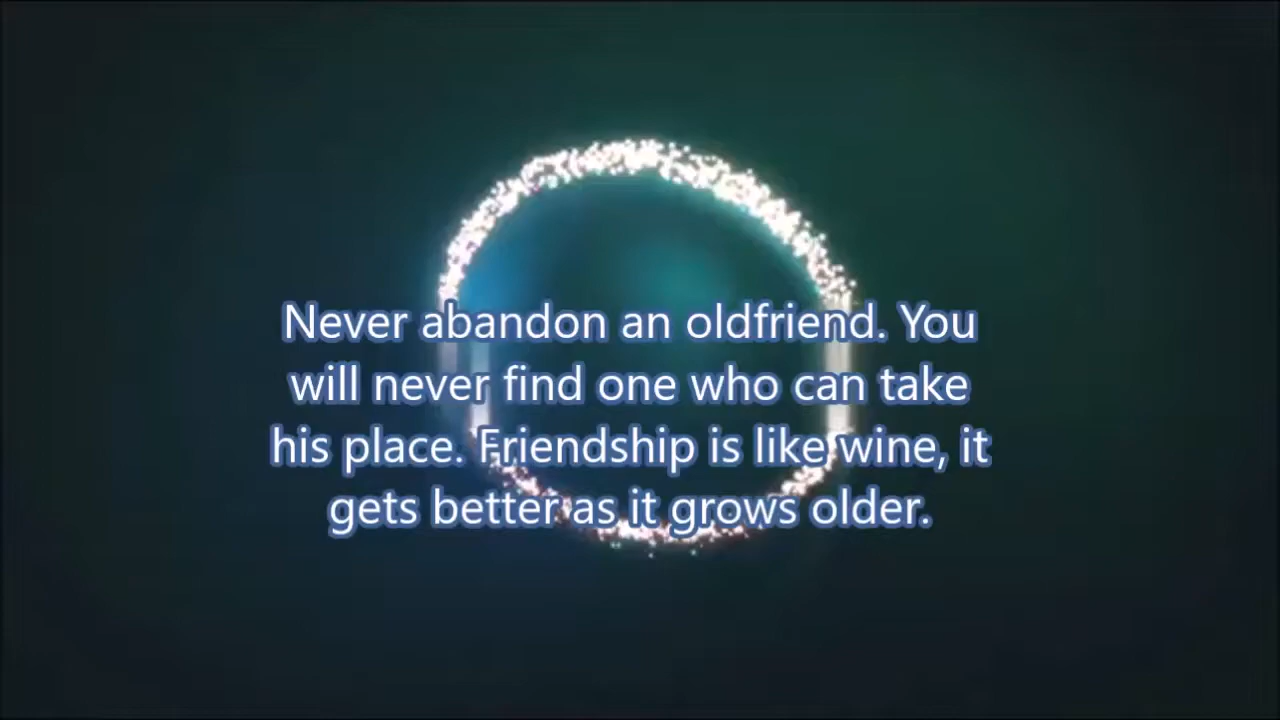 Never abandon an oldfriend. You
will never find one who can take
his place. Friendship is like wine, it
gets better as it grows older.